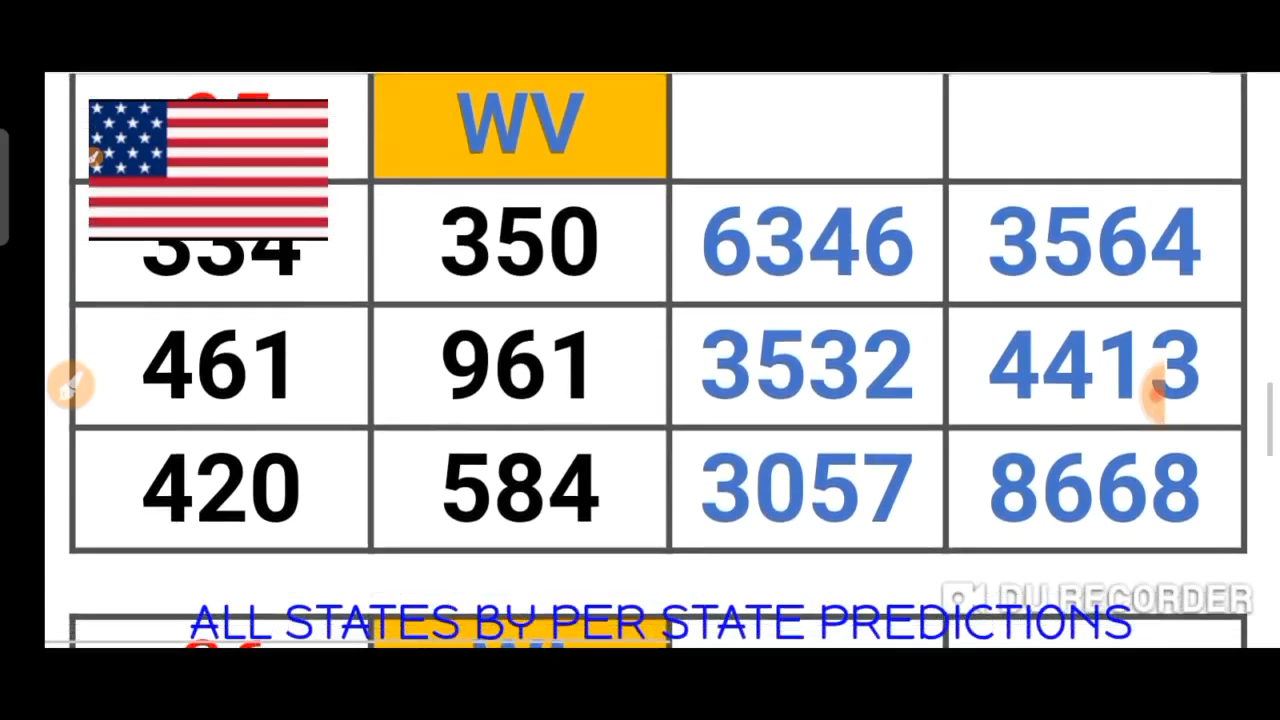 WV
334 350 6346 3564
461 961 3532 4413
420 584 3057 8668
DU RECORDER
ALL STATES BY PER STATE PREDICTIONS